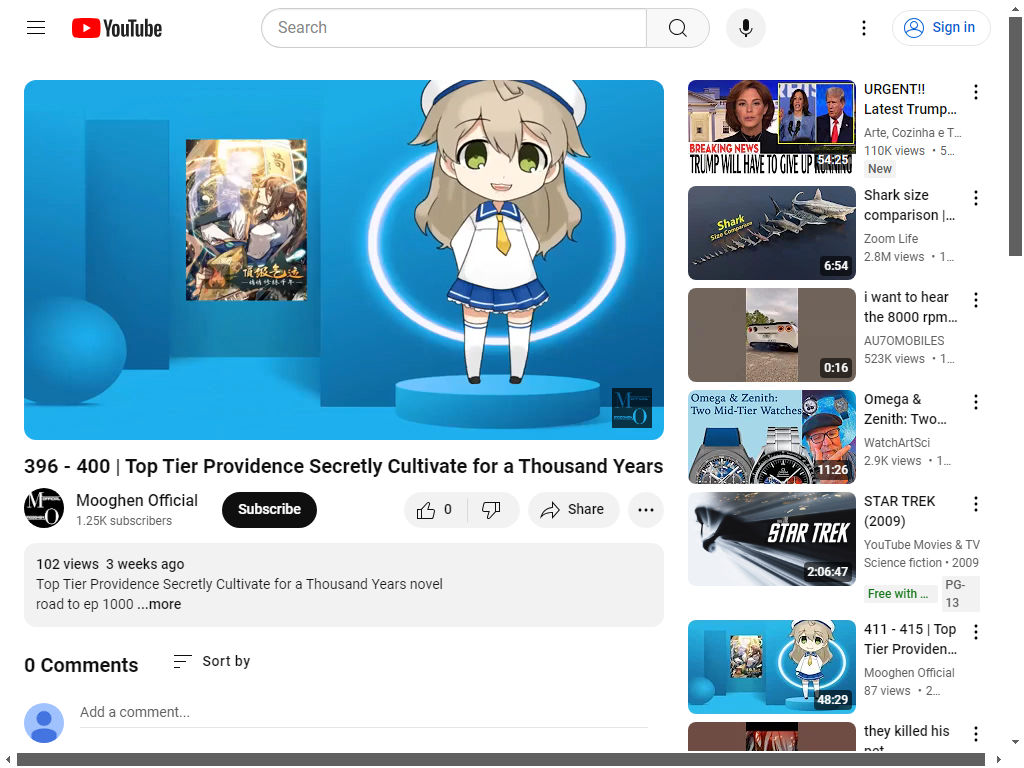 YouTube
Search
Sign in
頂級氣運
悄悄修練千年
396 - 400 | Top Tier Providence Secretly Cultivate for a Thousand Years
Mooghen Official
1.25K subscribers
Subscribe
0
Share
102 views 3 weeks ago
Top Tier Providence Secretly Cultivate for a Thousand Years novel
road to ep 1000 ...more
0 Comments
Sort by
Add a comment...
BREAKING NEWS
TRUMP WILL HAVE TO GIVE UP RUNNING
54:25
URGENT!!
Latest Trump...
Arte, Cozinha e T...
110K views • 5...
New
Shark
Size Comparison
6:54
Shark size
comparison |...
Zoom Life
2.8M views • 1...
0:16
i want to hear
the 8000 rpm...
AU7OMOBILES
523K views • 1...
Omega & Zenith:
Two Mid-Tier Watches
11:26
Omega &
Zenith: Two...
WatchArtSci
2.9K views • 1...
STAR TREK
2:06:47
STAR TREK
(2009)
YouTube Movies & TV
Science fiction • 2009
Free with ...
PG-
13
48:29
411 - 415 | Top
Tier Providen...
Mooghen Official
87 views • 2...
they killed his
pet